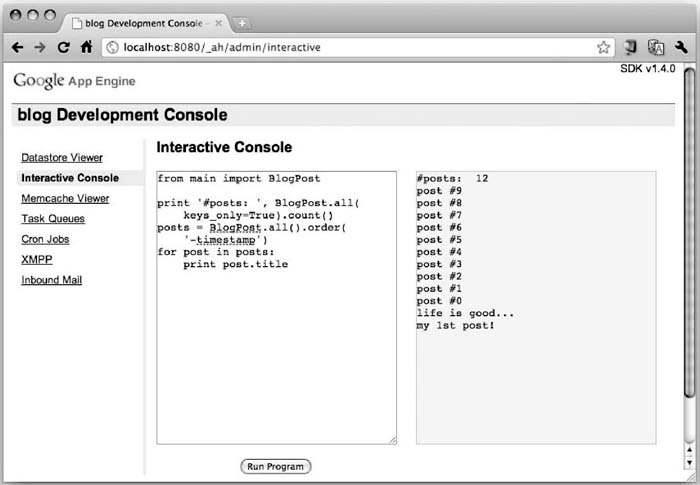 blog Development Console -
localhost:8080/_ah/admin/interactive
SDK v1.4.0
Google App Engine
blog Development Console
Datastore Viewer
Interactive Console
Memcache Viewer
Task Queues
Cron Jobs
XMPP
Inbound Mail
Interactive Console
from main import BlogPost
print '#posts: ', BlogPost.all(
keys_only=True).count()
posts = BlogPost.all().order(
'-timestamp')
for post in posts:
print post.title
Run Program
#posts:  12
post #9
post #8
post #7
post #6
post #5
post #4
post #3
post #2
post #1
post #0
life is good...
my 1st post!